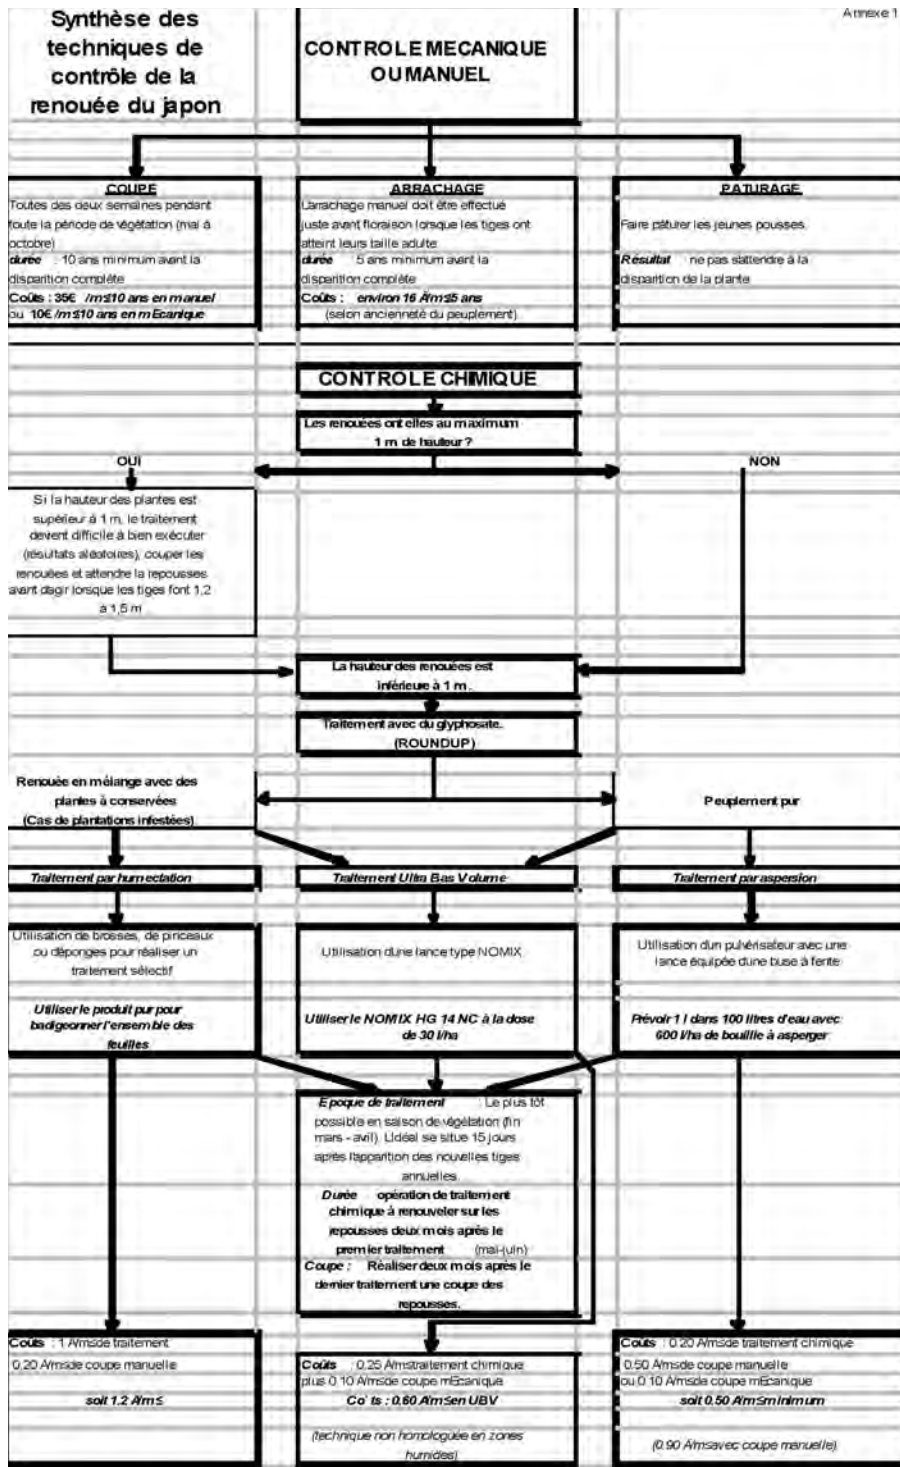 Annexe 1
Synthèse des
techniques de
contrôle de la
renouée du japon
CONTROLE MECANIQUE
OU MANUEL
COUPE
Toutes des deux semaines pendant
toute la période de végétation (mai à
octobre)
durée : 10 ans minimum avant la
disparition complète
Coûts : 35€ /m≤10 ans en manuel
ou 10€ /m≤10 ans en mEcanique
ARRACHAGE
L'arrachage manuel doit être effectué
juste avant floraison lorsque les tiges ont
atteint leurs taille adulte
durée : 5 ans minimum avant la
disparition complète
Coûts : environ 16 Ä/m≤5 ans
(selon ancienneté du peuplement)
PATURAGE
Faire pâturer les jeunes pousses.
Résultat : ne pas s'attendre à la
disparition de la plante
CONTROLE CHIMIQUE
Les renouées ont elles au maximum
1 m de hauteur ?
OUI
NON
Si la hauteur des plantes est
supérieur à 1 m, le traitement
devent difficile à bien exécuter
(résultats aléatoires), couper les
renouées et attendre la repousses
avant d'agir lorsque les tiges font 1,2
à 1,5 m
La hauteur des renouées est
inférieure à 1 m.
Traitement avec du glyphosate.
(ROUNDUP)
Renouée en mélange avec des
plantes à conservées
(Cas de plantations infestées)
Peuplement pur
Traitement par humectation
Traitement Ultra Bas Volume
Traitement par aspersion
Utilisation de brosses, de pinceaux
ou déponges pour réaliser un
traitement sélectif
Utiliser le produit pur pour
badigeonner l'ensemble des
feuilles
Utilisation dune lance type NOMIX
Utiliser le NOMIX HG 14 NC à la dose
de 30 l/ha
Utilisation dun pulvérisateur avec une
lance équipée dune buse à fente
Prévoir 1 l dans 100 litres d'eau avec
600 l/ha de bouillie à asperger
Epoque de traitement : Le plus tôt
possible en saison de végétation (fin
mars - avril). L'idéal se situe 15 jours
après l'apparition des nouvelles tiges
annuelles.
Durée opération de traitement
chimique à renouveler sur les
repousses deux mois après le
premier traitement (mai-juin)
Coupe : Réaliser deux mois après le
dernier traitement une coupe des
repousses.
Coûts : 1 Ä/m≤de traitement
0,20 Ä/m≤de coupe manuelle
soit 1.2 Ä/m≤
Coûts : 0.25 Ä/m≤traitement chimique
plus 0.10 Ä/m≤de coupe mEcanique
Co˚ts : 0.60 Ä/m≤en UBV
(technique non homologuée en zones
humides)
Coûts : 0.20 Ä/m≤de traitement chimique
0.50 Ä/m≤de coupe manuelle
ou 0.10 Ä/m≤de coupe mEcanique
soit 0.50 Ä/m≤minimum
(0.90 Ä/m≤avec coupe manuelle)